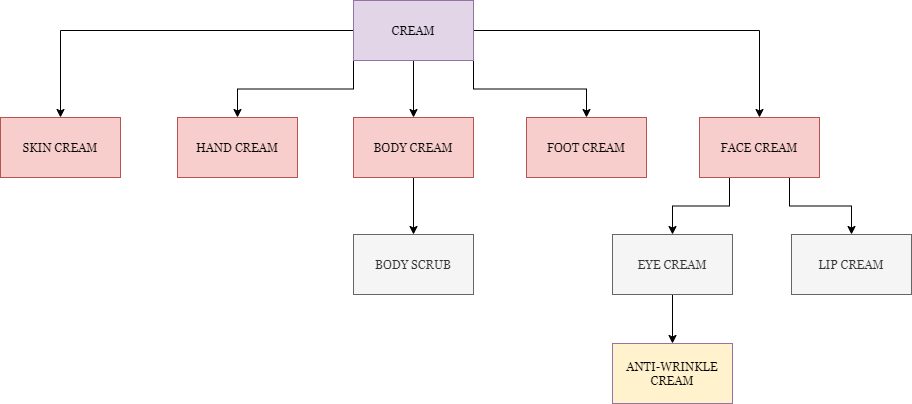 CREAM
SKIN CREAM
HAND CREAM
BODY CREAM
FOOT CREAM
FACE CREAM
BODY SCRUB
EYE CREAM
LIP CREAM
ANTI-WRINKLE
CREAM